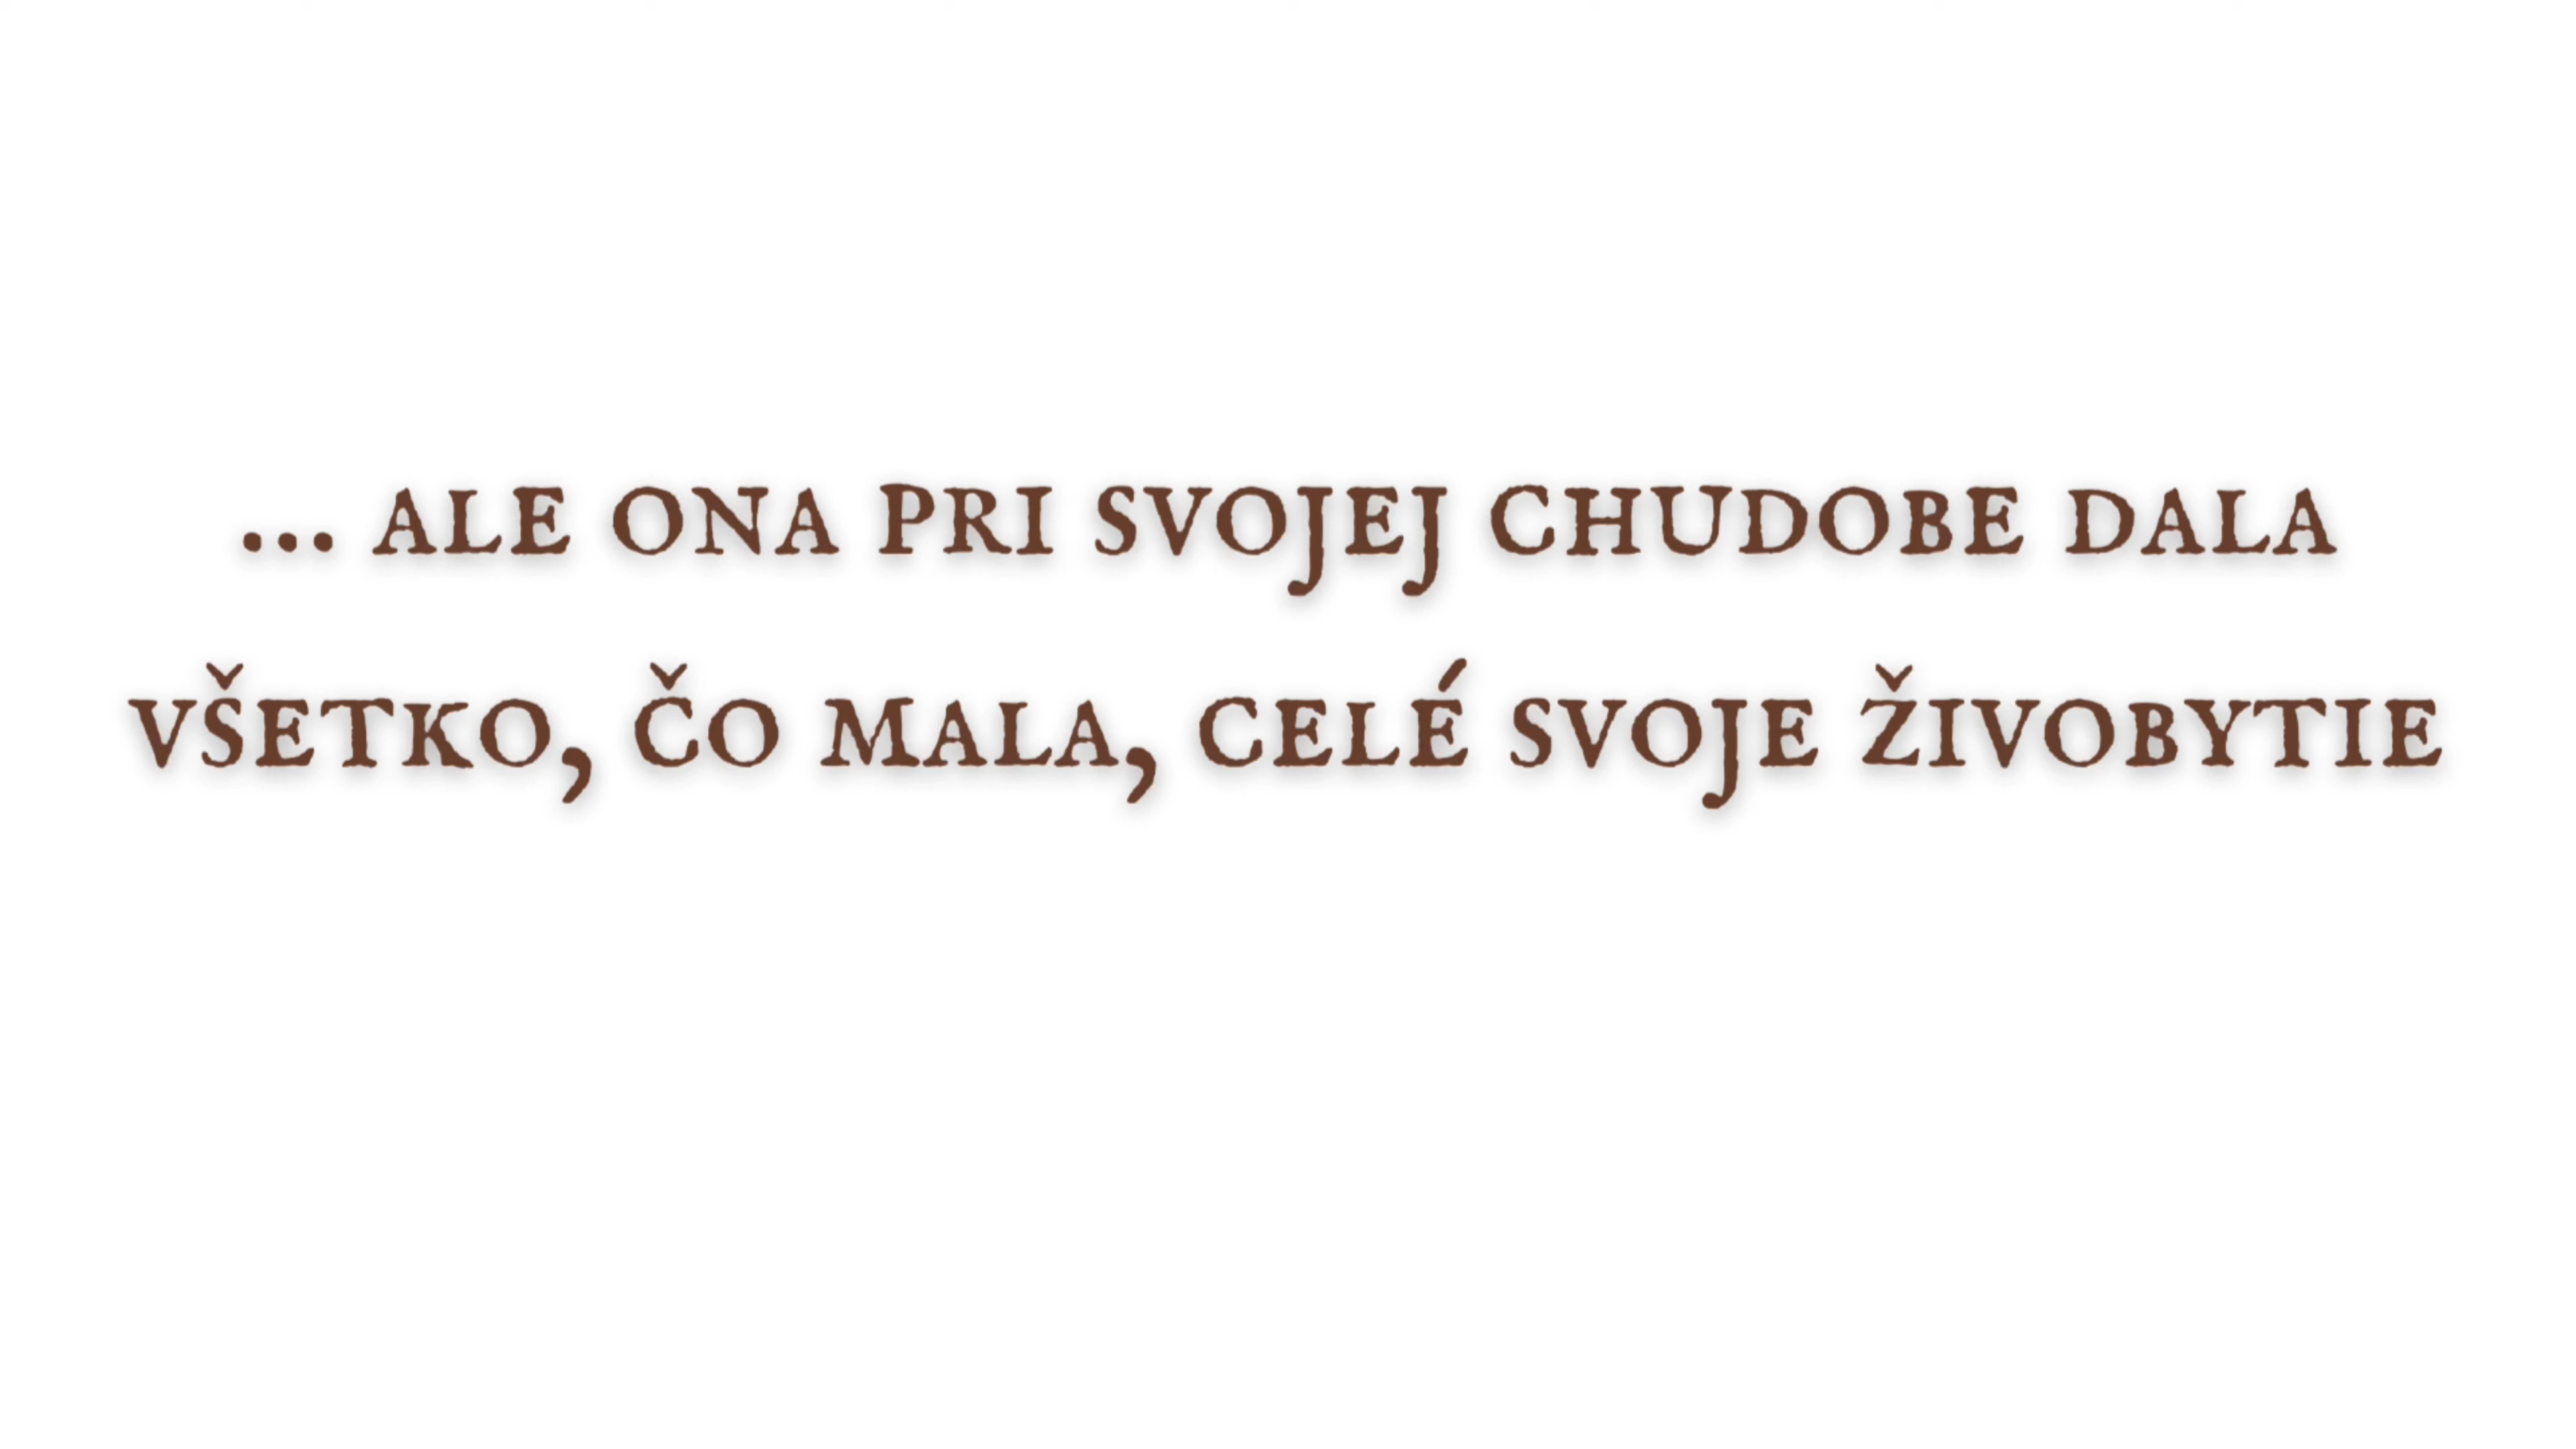 ... ale ona pri svojej chudobe dala
všetko, čo mala, celé svoje živobytie